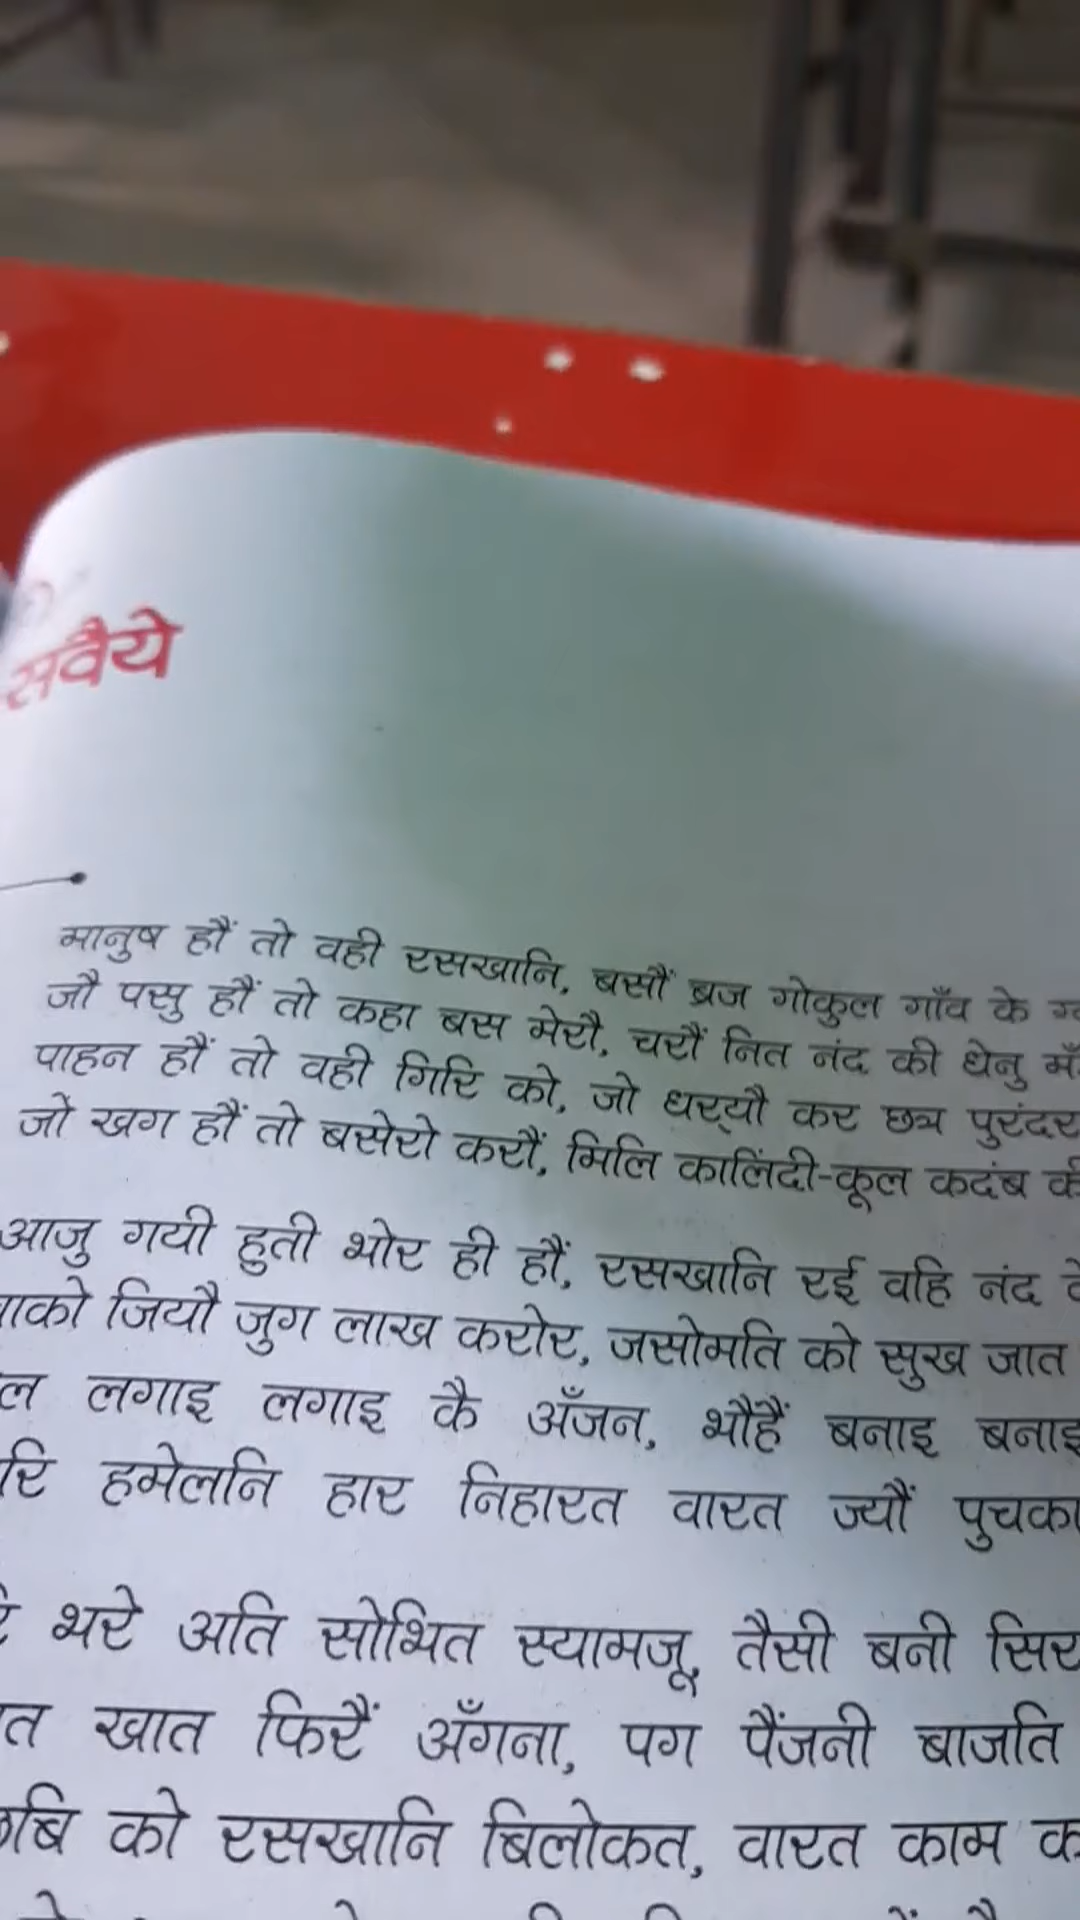 सवैये
मानुष हौं तो वही रसखानि, बसौं ब्रज गोकुल गाँव के
जौ पसु हौं तो कहा बस मेरौ, चरौं नित नंद की धेनु
पाहन हौं तो वही गिरि को, जो धर्‌यौ कर छत्र पुरंदर
जो खग हौं तो बसेरो करौं, मिलि कालिंदी-कूल कदंब
आजु गयी हुती भोर ही हौं, रसखानि रई वहि नंद
जियौ जुग लाख करोर, जसोमति को सुख जात
लगाइ लगाइ कै अँजन, भौहैं बनाइ बनाइ
हमेलनि हार निहारत वारत ज्यौं
भरे अति सोभित स्यामजू, तैसी बनी सिर
खात फिरैं अँगना, पग पैंजनी बाजति
को रसखानि बिलोकत, वारत काम